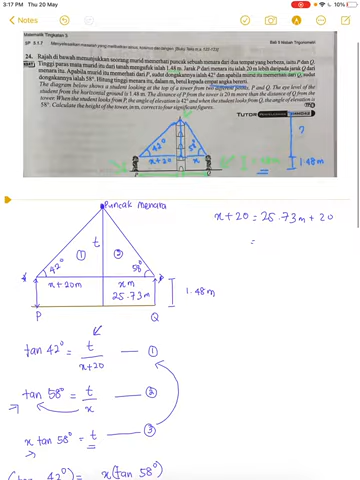 3:17 PM Tue 20 May
70%
Matematik Tingkatan 3
Bab 5 Nisbah Trigonometri
SP 5.1.7 Menyelesaikan masalah yang melibatkan sinus, kosinus dan tangen.
24. Rajah di bawah menunjukkan seorang murid memerhati puncak sebuah menara dari dua tempat yang berbeza, iaitu P dan Q.
Tinggi paras mata murid itu dari tanah mengufuk ialah 1.48 m. Jarak P dari menara itu ialah 20 m lebih daripada jarak Q dari
menara itu. Apabila murid itu memerhati dari P, sudut dongakannya ialah 42° dan apabila murid itu memerhati dari Q, sudut
dongakannya ialah 58°. Hitung tinggi menara itu, dalam m, betul kepada empat angka bererti.
The diagram below shows a student looking at the top of a tower from two different points, P and Q. The eye level of the
student from the horizontal ground is 1.48 m. The distance of P from the tower is 20 m more than the distance of Q from the
tower. When the student looks from P, the angle of elevation is 42° and when the student looks from Q, the angle of elevation is
58°. Calculate the height of the tower, in m, correct to four significant figures.
TUTOR
?
42°
58°
x+20
x
1.48m
Puncak Menara
x+20 = 25.73m + 20
=
t
①
②
42°
58°
x+20m
xm
25.73m
1.48m
P
Q
tan 42° = t/x+20 — ①
tan 58° = t/x — ②
x tan 58° = t — ③
x(tan 58°)